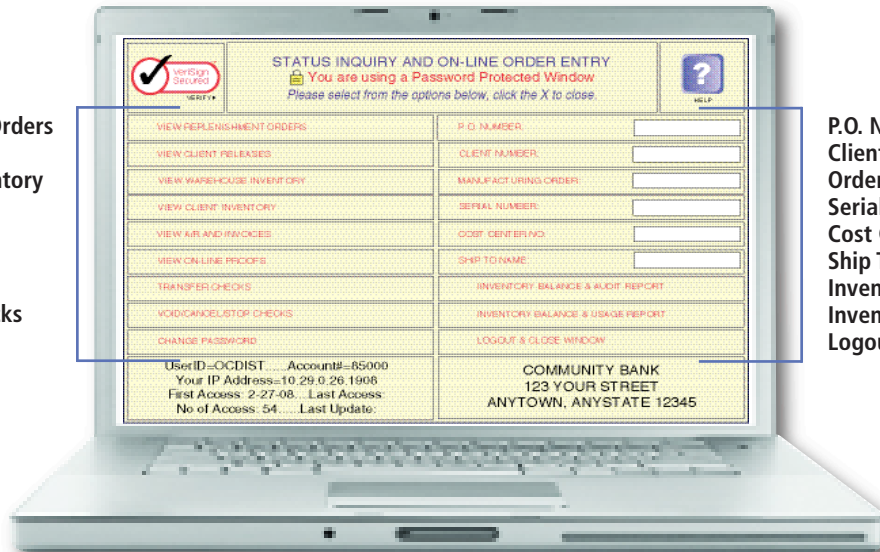 VeriSign
Secured
VERIFY▸
STATUS INQUIRY AND ON-LINE ORDER ENTRY
You are using a Password Protected Window
Please select from the options below, click the X to close.
?
HELP
VIEW REPLENISHMENT ORDERS
VIEW CLIENT RELEASES
VIEW WAREHOUSE INVENTORY
VIEW CLIENT INVENTORY
VIEW A/R AND INVOICES
VIEW ON-LINE PROOFS
TRANSFER CHECKS
VOID/CANCEL/STOP CHECKS
CHANGE PASSWORD
P.O. NUMBER:
CLIENT NUMBER:
MANUFACTURING ORDER:
SERIAL NUMBER:
COST CENTER NO:
SHIP TO NAME:
INVENTORY BALANCE & AUDIT REPORT
INVENTORY BALANCE & USAGE REPORT
LOGOUT & CLOSE WINDOW
UserID=OCDIST......Account#=85000
Your IP Address=10.29.0.26.1908
First Access: 2-27-08....Last Access:
No of Access: 54......Last Update:
COMMUNITY BANK
123 YOUR STREET
ANYTOWN, ANYSTATE 12345
Orders
tory
ks
P.O. N
Client
Order
Serial
Cost
Ship T
Inven
Inven
Logou